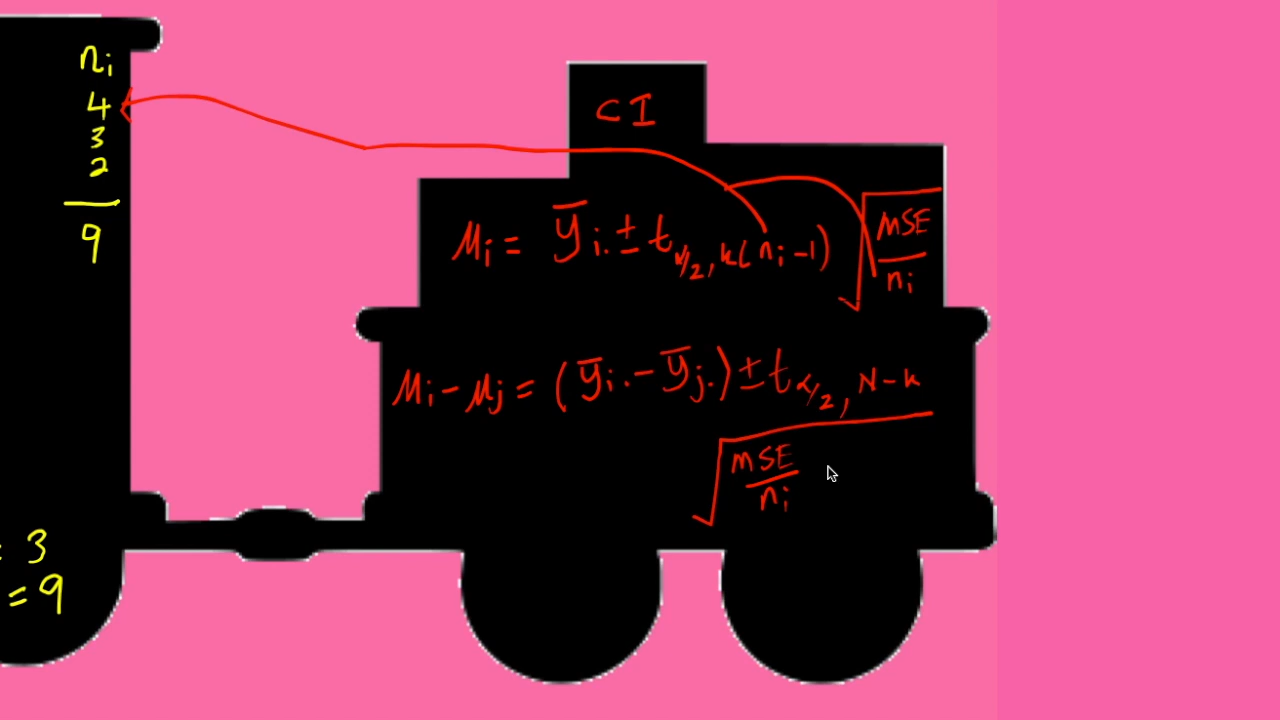 nᵢ
4
3
2
9
= 3
= 9
CI
μᵢ = ȳᵢ. ± t α/2, k(nᵢ-1) √(MSE/nᵢ)
μᵢ - μⱼ = (ȳᵢ. - ȳⱼ.) ± t α/2, N-k
√(MSE/nᵢ)